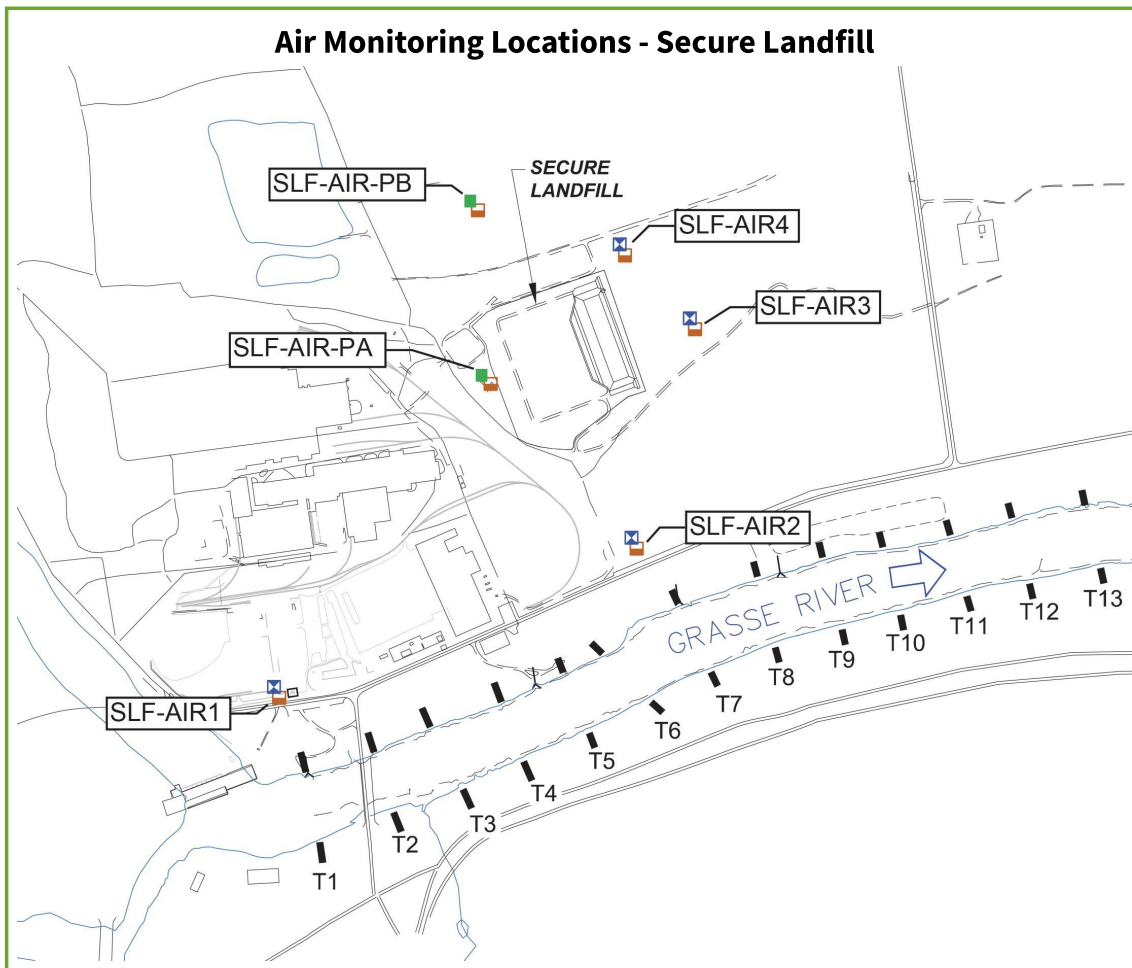 Air Monitoring Locations - Secure Landfill
SLF-AIR-PB
SECURE
LANDFILL
SLF-AIR4
SLF-AIR3
SLF-AIR-PA
SLF-AIR2
GRASSE RIVER
SLF-AIR1
T13
T12
T11
T10
T9
T8
T7
T6
T5
T4
T3
T2
T1